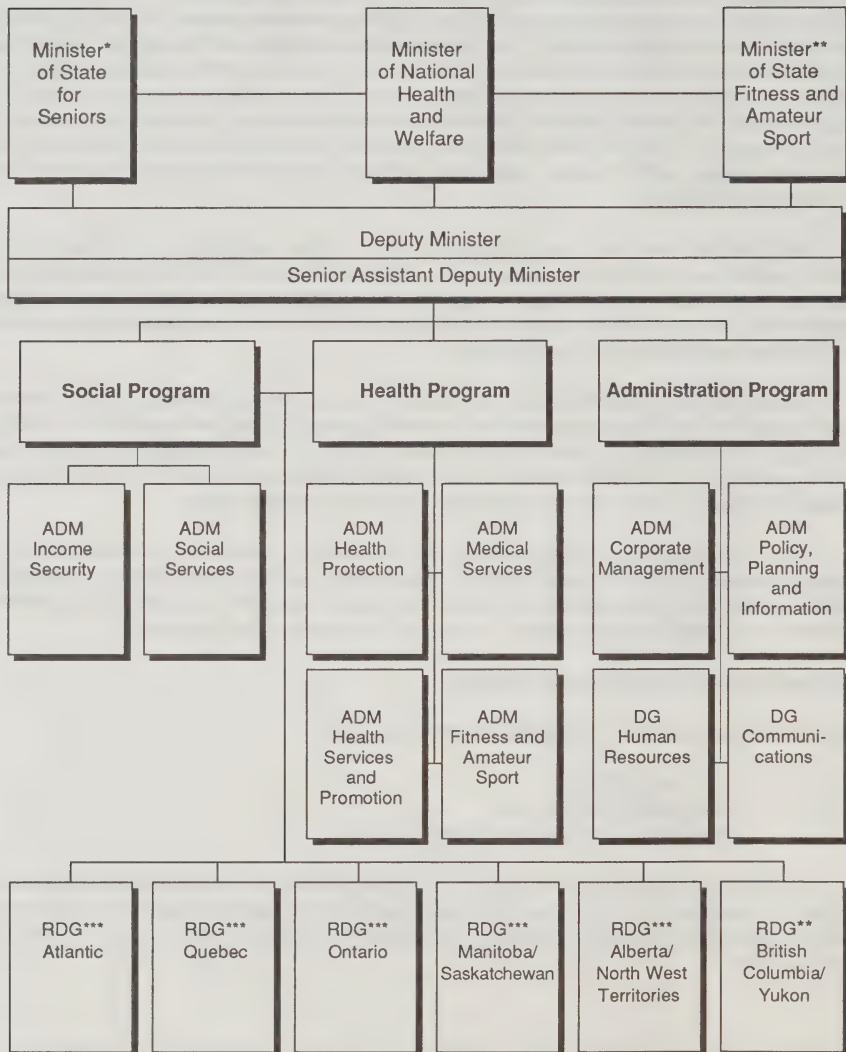 Minister*
of State
for
Seniors
Minister
of National
Health
and
Welfare
Minister**
of State
Fitness and
Amateur
Sport
Deputy Minister
Senior Assistant Deputy Minister
Social Program
Health Program
Administration Program
ADM
Income
Security
ADM
Social
Services
ADM
Health
Protection
ADM
Medical
Services
ADM
Corporate
Management
ADM
Policy,
Planning
and
Information
ADM
Health
Services
and
Promotion
ADM
Fitness and
Amateur
Sport
DG
Human
Resources
DG
Communi-
cations
RDG***
Atlantic
RDG***
Quebec
RDG***
Ontario
RDG***
Manitoba/
Saskatchewan
RDG***
Alberta/
North West
Territories
RDG**
British
Columbia/
Yukon